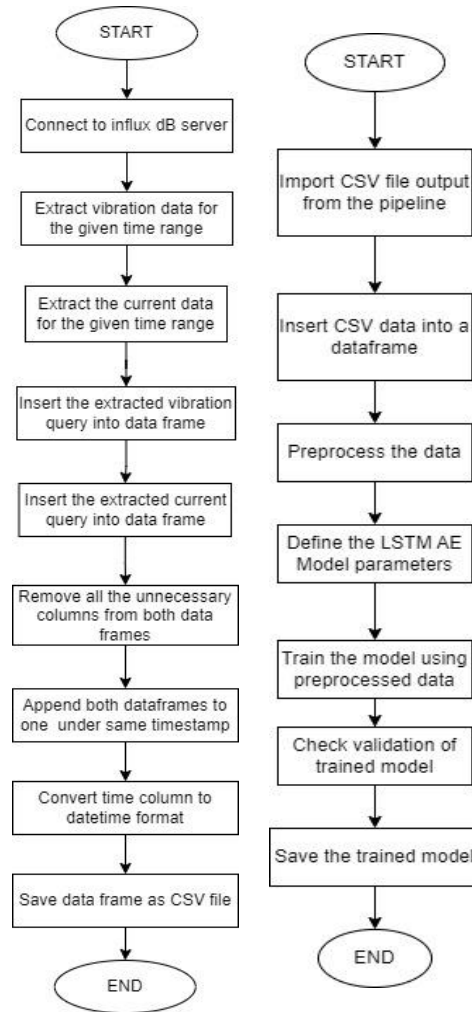 START
Connect to influx dB server
Extract vibration data for
the given time range
Extract the current data
for the given time range
Insert the extracted vibration
query into data frame
Insert the extracted current
query into data frame
Remove all the unnecessary
columns from both data
frames
Append both dataframes to
one under same timestamp
Convert time column to
datetime format
Save data frame as CSV file
END
START
Import CSV file output
from the pipeline
Insert CSV data into a
dataframe
Preprocess the data
Define the LSTM AE
Model parameters
Train the model using
preprocessed data
Check validation of
trained model
Save the trained model
END